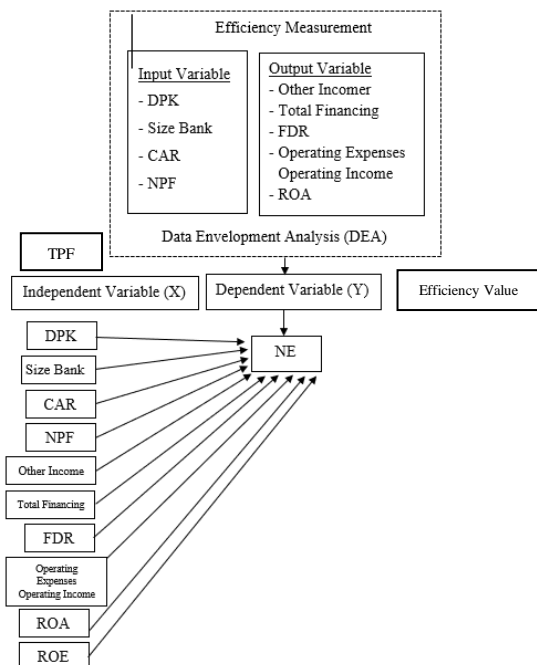 Efficiency Measurement
Input Variable
- DPK
- Size Bank
- CAR
- NPF
Output Variable
- Other Incomer
- Total Financing
- FDR
- Operating Expenses
Operating Income
- ROA
Data Envelopment Analysis (DEA)
TPF
Independent Variable (X)
Dependent Variable (Y)
Efficiency Value
DPK
NE
Size Bank
CAR
NPF
Other Income
Total Financing
FDR
Operating
Expenses
Operating Income
ROA
ROE